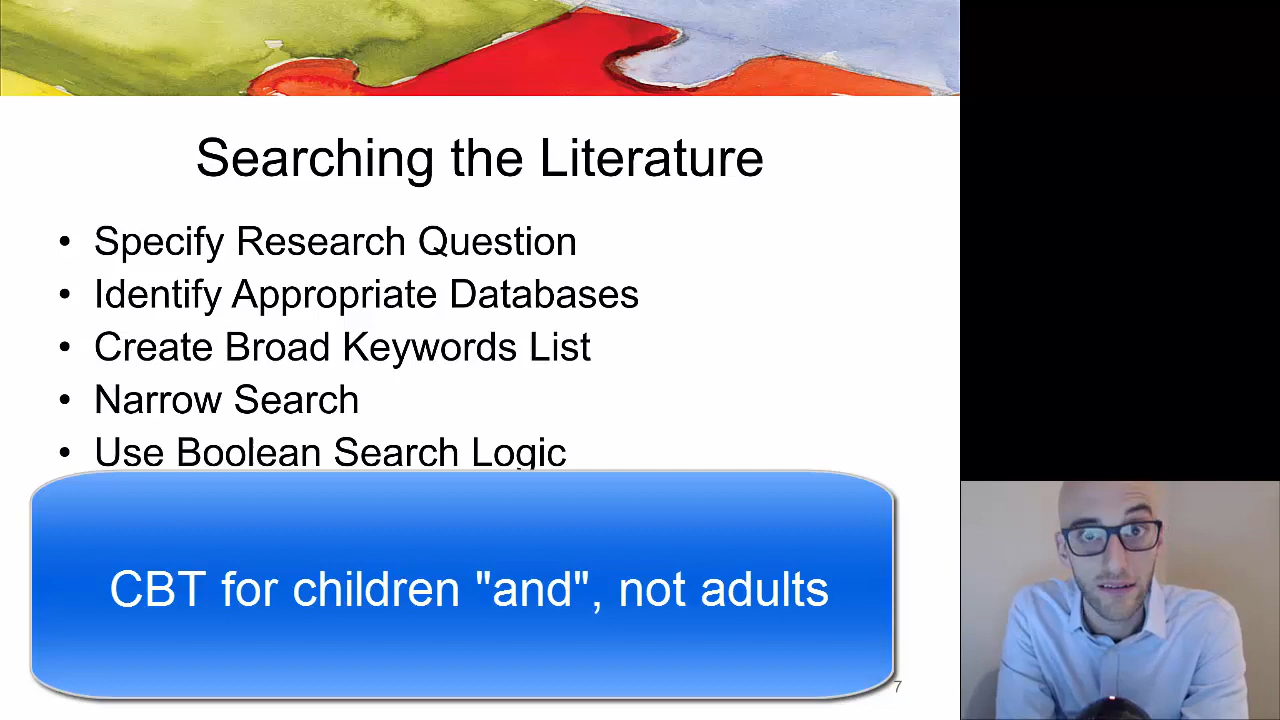 Searching the Literature
• Specify Research Question
• Identify Appropriate Databases
• Create Broad Keywords List
• Narrow Search
• Use Boolean Search Logic
CBT for children "and", not adults
7